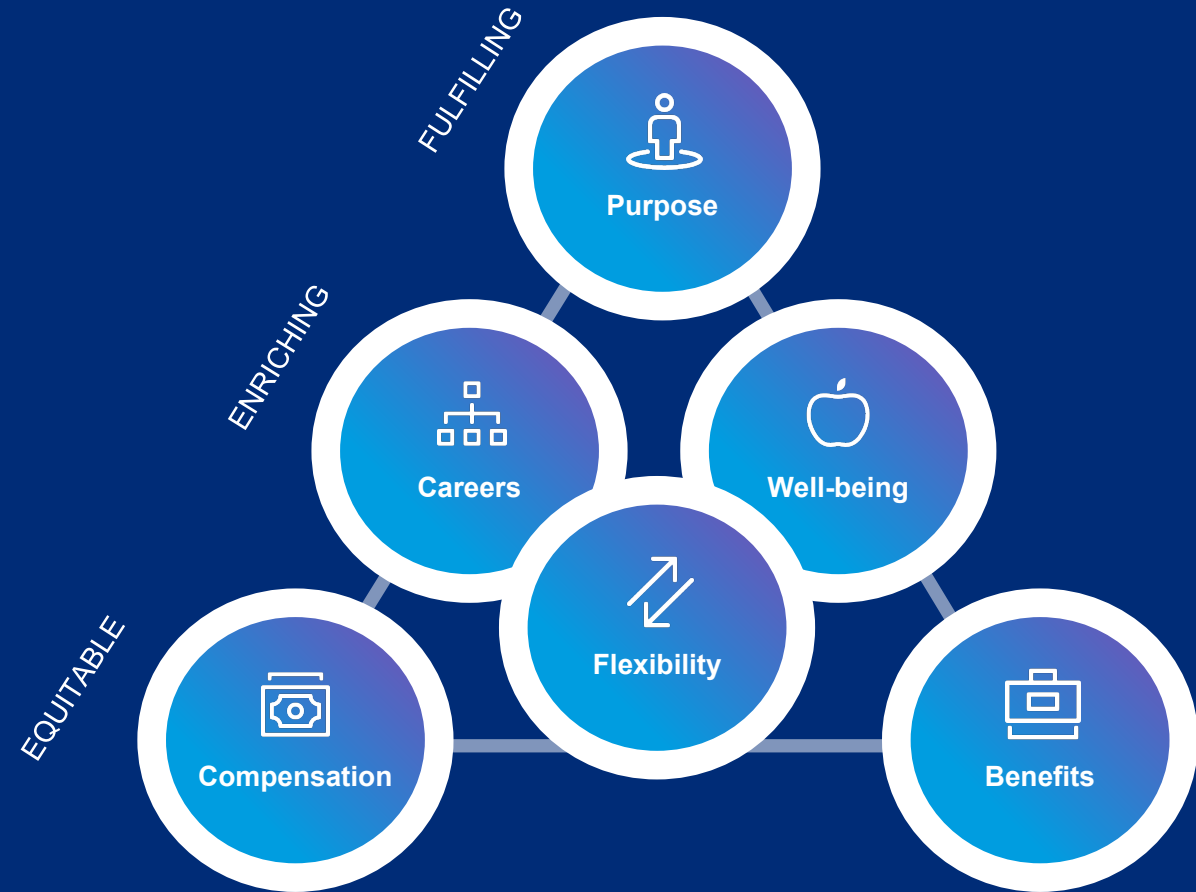 FULFILLING
Purpose
ENRICHING
Careers
Well-being
Flexibility
EQUITABLE
Compensation
Benefits